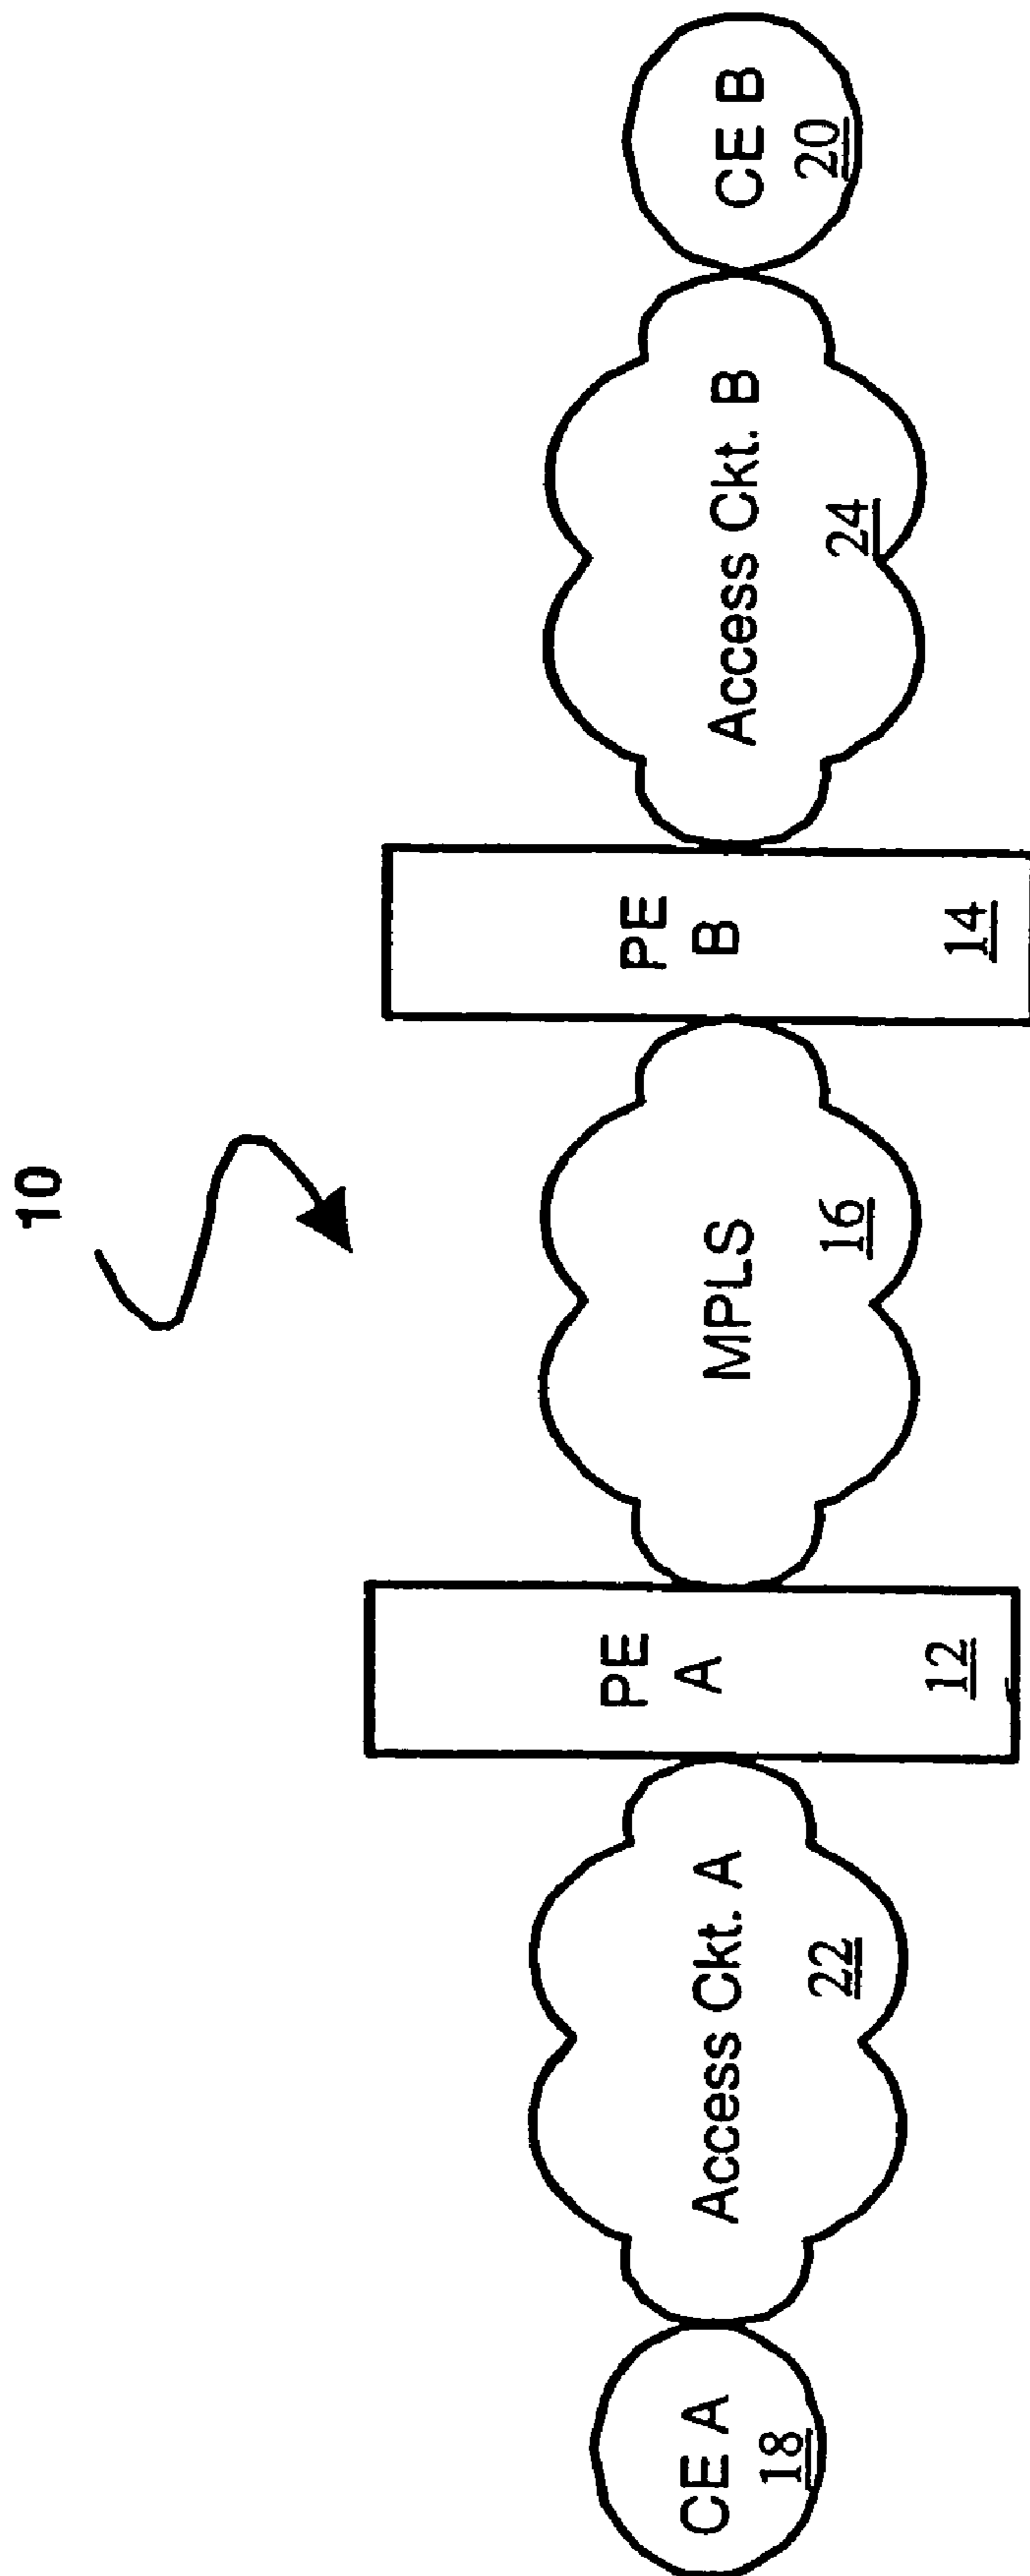 10
CE A
18
Access Ckt. A
22
PE
A
12
MPLS
16
PE
B
14
Access Ckt. B
24
CE B
20